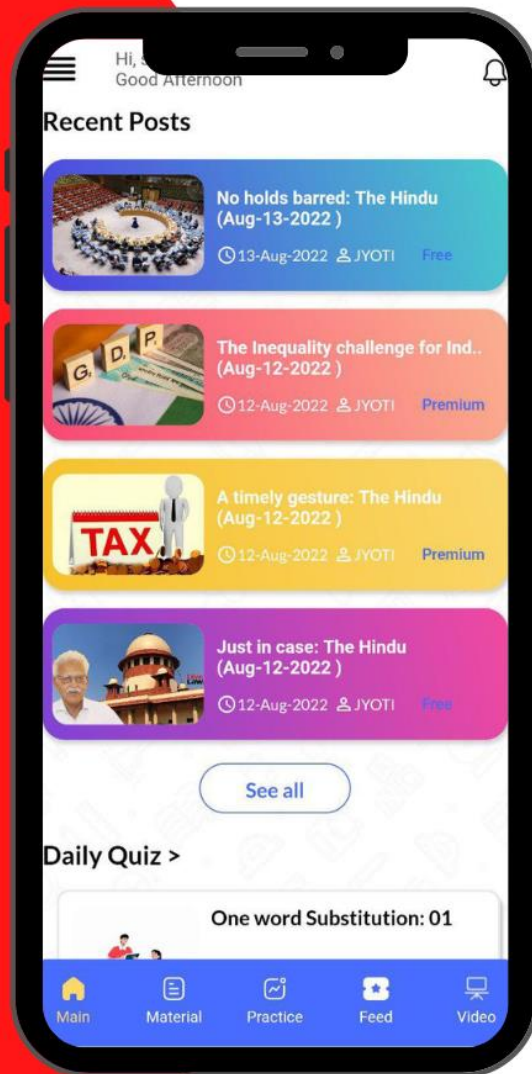 Hi,
Good Afternoon
Recent Posts
No holds barred: The Hindu
(Aug-13-2022 )
13-Aug-2022 JYOTI Free
G D P
The Inequality challenge for Ind..
(Aug-12-2022 )
12-Aug-2022 JYOTI Premium
TAX
A timely gesture: The Hindu
(Aug-12-2022 )
12-Aug-2022 JYOTI Premium
Just in case: The Hindu
(Aug-12-2022 )
12-Aug-2022 JYOTI Free
See all
Daily Quiz >
One word Substitution: 01
Main Material Practice Feed Video